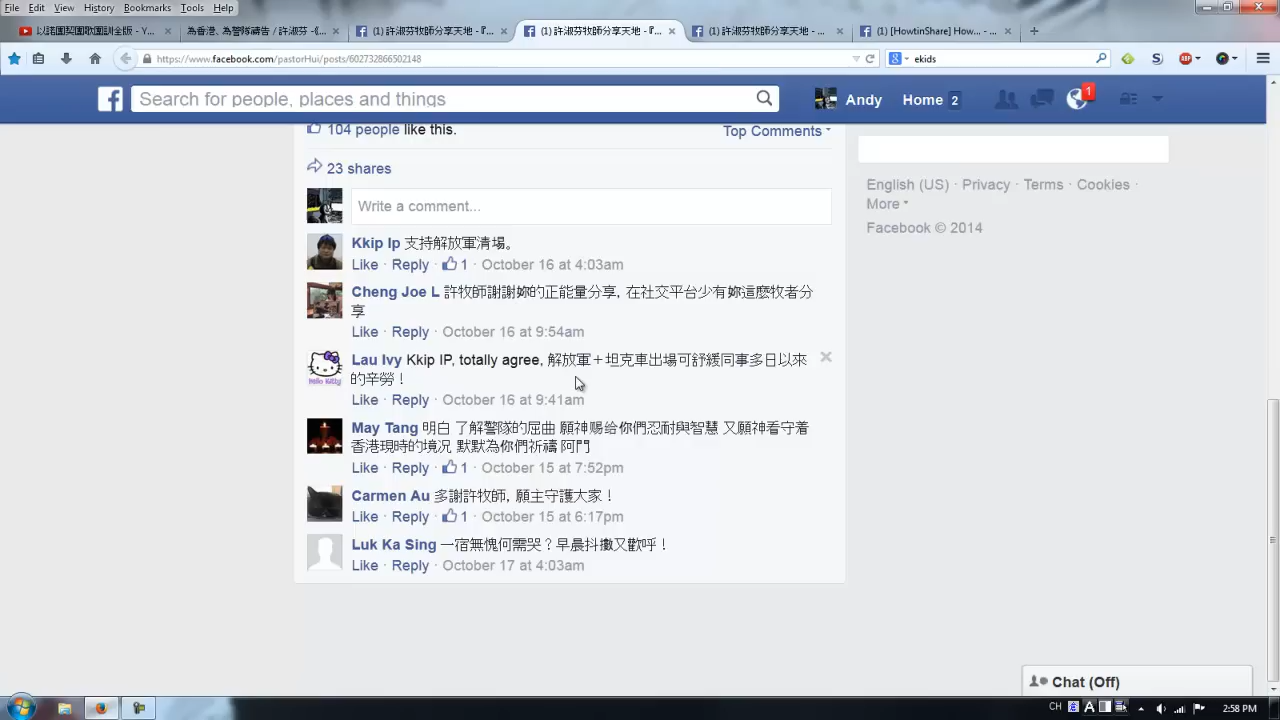 File Edit View History Bookmarks Tools Help
以諾團契團歌團訓全版 - Y...
為香港、為警隊禱告 / 許淑芬 -《...
(1) 許淑芬牧師分享天地 -『...
(1) 許淑芬牧師分享天地 -『...
(1) 許淑芬牧師分享天地 - ...
(1) [HowtinShare] How... - ...
https://www.facebook.com/pastorHui/posts/602732866502148
ekids
Search for people, places and things
Andy Home 2
1
104 people like this.
Top Comments
23 shares
Write a comment...
Kkip Ip 支持解放軍清場。
Like · Reply · 1 · October 16 at 4:03am
Cheng Joe L 許牧師謝謝妳的正能量分享, 在社交平台少有妳這麼牧者分
享
Like · Reply · October 16 at 9:54am
Lau Ivy Kkip IP, totally agree, 解放軍＋坦克車出場可舒緩同事多日以來
的辛勞！
Like · Reply · October 16 at 9:41am
May Tang 明白 了解警隊的屈曲 願神赐给你們忍耐與智慧 又願神看守着
香港現時的境况 默默為你們祈禱 阿門
Like · Reply · 1 · October 15 at 7:52pm
Carmen Au 多謝許牧師, 願主守護大家！
Like · Reply · 1 · October 15 at 6:17pm
Luk Ka Sing 一宿無愧何需哭？早晨抖擻又歡呼！
Like · Reply · October 17 at 4:03am
English (US) · Privacy · Terms · Cookies ·
More
Facebook © 2014
Hello Kitty
Chat (Off)
CH
2:58 PM